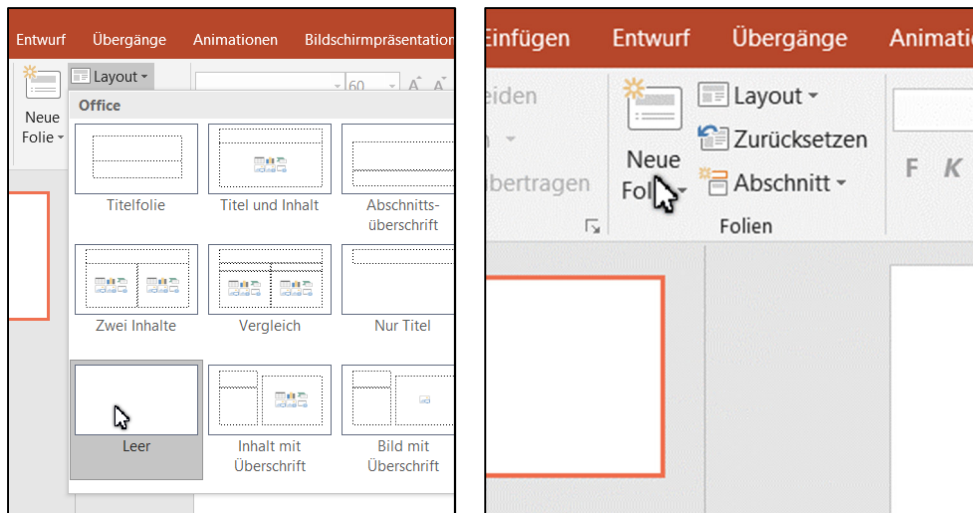 Entwurf Übergänge Animationen Bildschirmpräsentation
Layout
60
Neue
Folie
Office
Titelfolie Titel und Inhalt Abschnitts-
überschrift
Zwei Inhalte Vergleich Nur Titel
Leer Inhalt mit Bild mit
Überschrift Überschrift
Einfügen Entwurf Übergänge Animati
eiden
Layout
Zurücksetzen
Neue
Fol
bertragen
Abschnitt
F K
Folien